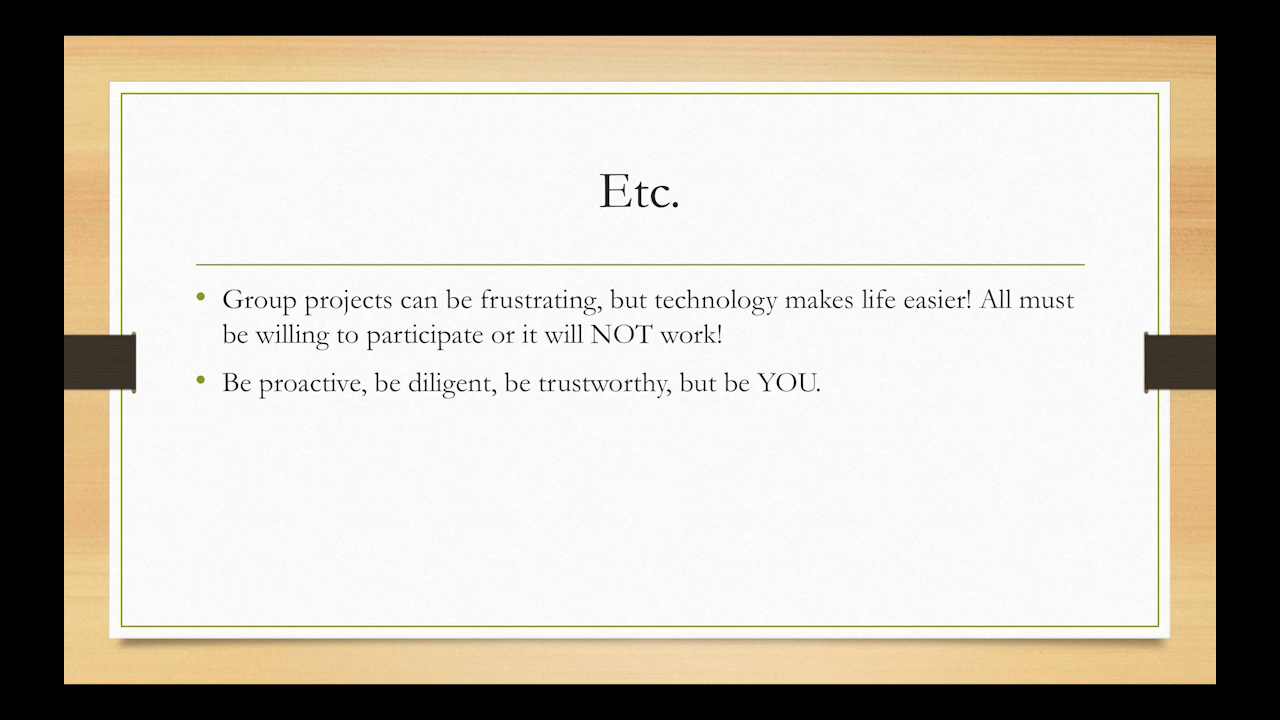 Etc.
• Group projects can be frustrating, but technology makes life easier! All must
be willing to participate or it will NOT work!
• Be proactive, be diligent, be trustworthy, but be YOU.